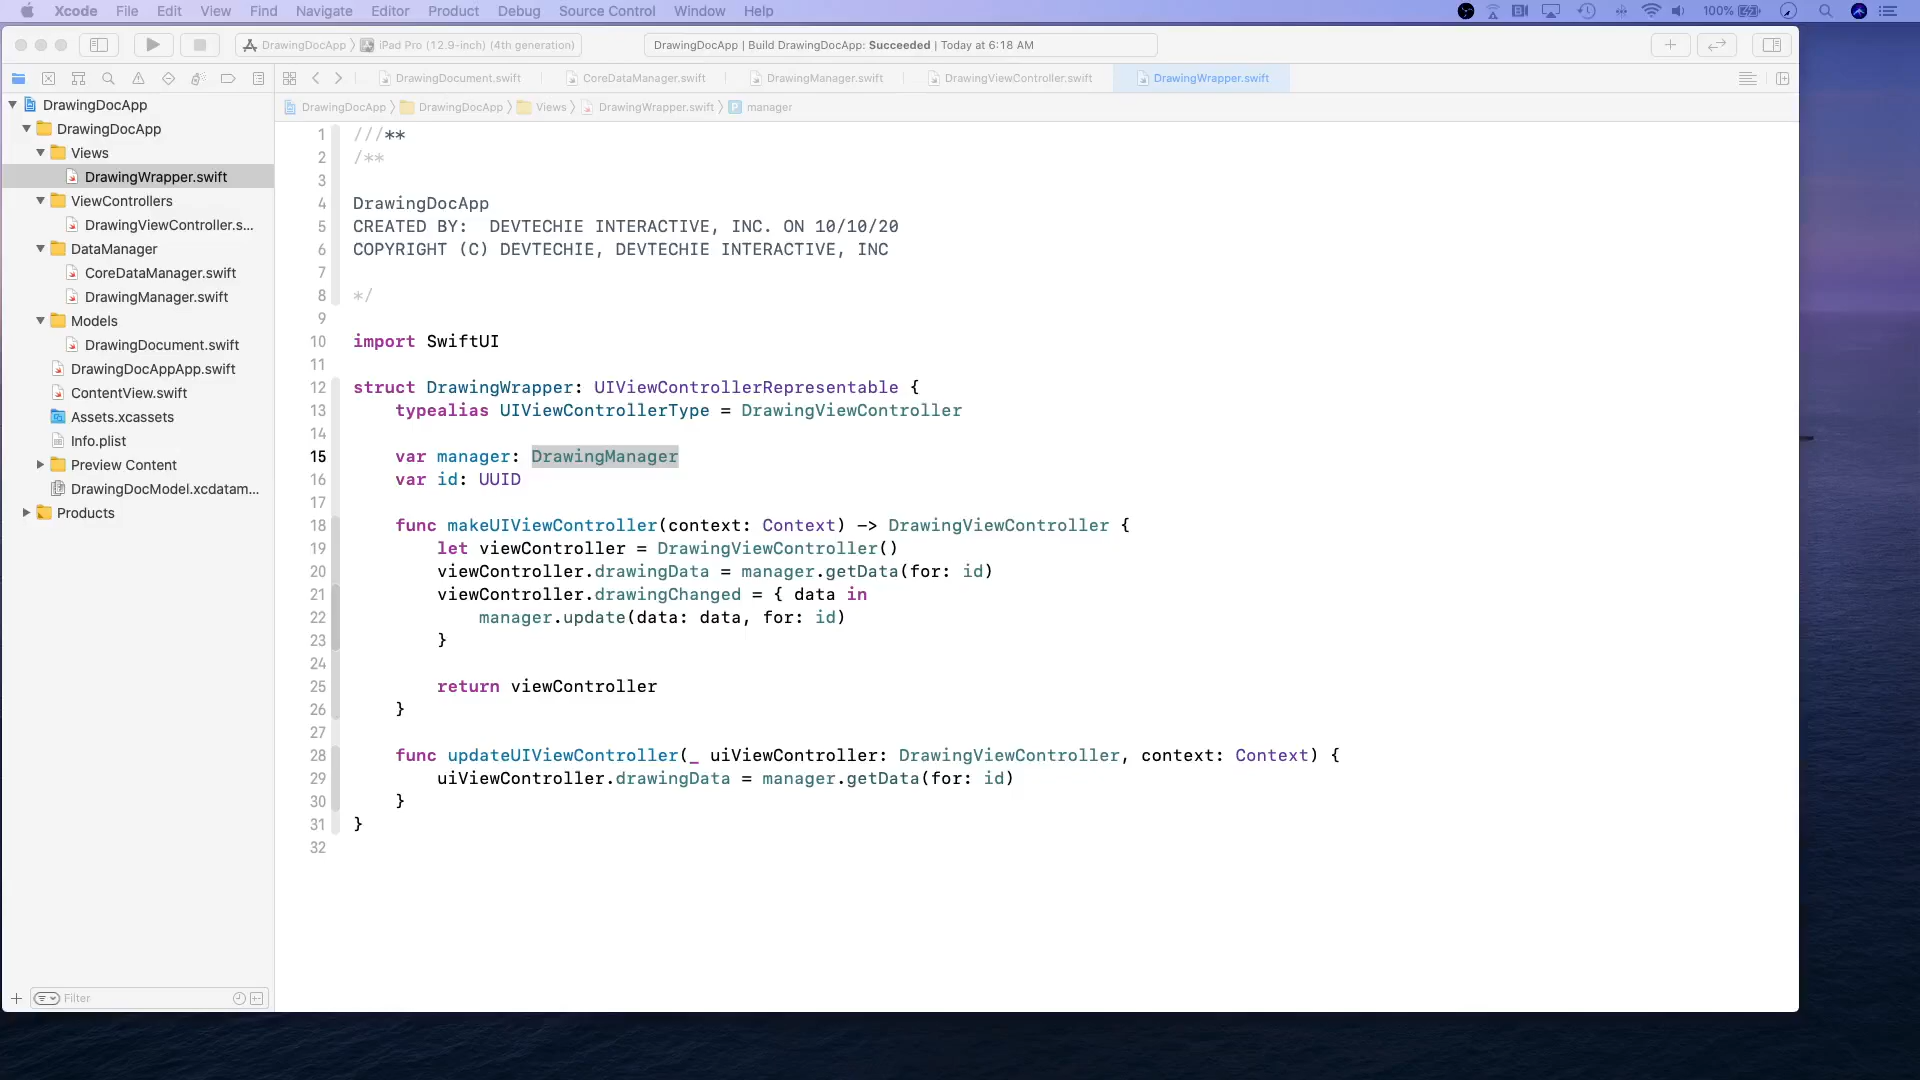 Xcode File Edit View Find Navigate Editor Product Debug Source Control Window Help 100%
DrawingDocApp iPad Pro (12.9-inch) (4th generation) DrawingDocApp | Build DrawingDocApp: Succeeded | Today at 6:18 AM
DrawingDocument.swift CoreDataManager.swift DrawingManager.swift DrawingViewController.swift DrawingWrapper.swift
DrawingDocApp DrawingDocApp Views DrawingWrapper.swift P manager
DrawingDocApp
DrawingDocApp
Views
DrawingWrapper.swift
ViewControllers
DrawingViewController.s...
DataManager
CoreDataManager.swift
DrawingManager.swift
Models
DrawingDocument.swift
DrawingDocAppApp.swift
ContentView.swift
Assets.xcassets
Info.plist
Preview Content
DrawingDocModel.xcdatam...
Products
Filter
1 ///**
2 /**
3
4 DrawingDocApp
5 CREATED BY:  DEVTECHIE INTERACTIVE, INC. ON 10/10/20
6 COPYRIGHT (C) DEVTECHIE, DEVTECHIE INTERACTIVE, INC
7
8 */
9
10 import SwiftUI
11
12 struct DrawingWrapper: UIViewControllerRepresentable {
13     typealias UIViewControllerType = DrawingViewController
14
15     var manager: DrawingManager
16     var id: UUID
17
18     func makeUIViewController(context: Context) -> DrawingViewController {
19         let viewController = DrawingViewController()
20         viewController.drawingData = manager.getData(for: id)
21         viewController.drawingChanged = { data in
22             manager.update(data: data, for: id)
23         }
24
25         return viewController
26     }
27
28     func updateUIViewController(_ uiViewController: DrawingViewController, context: Context) {
29         uiViewController.drawingData = manager.getData(for: id)
30     }
31 }
32